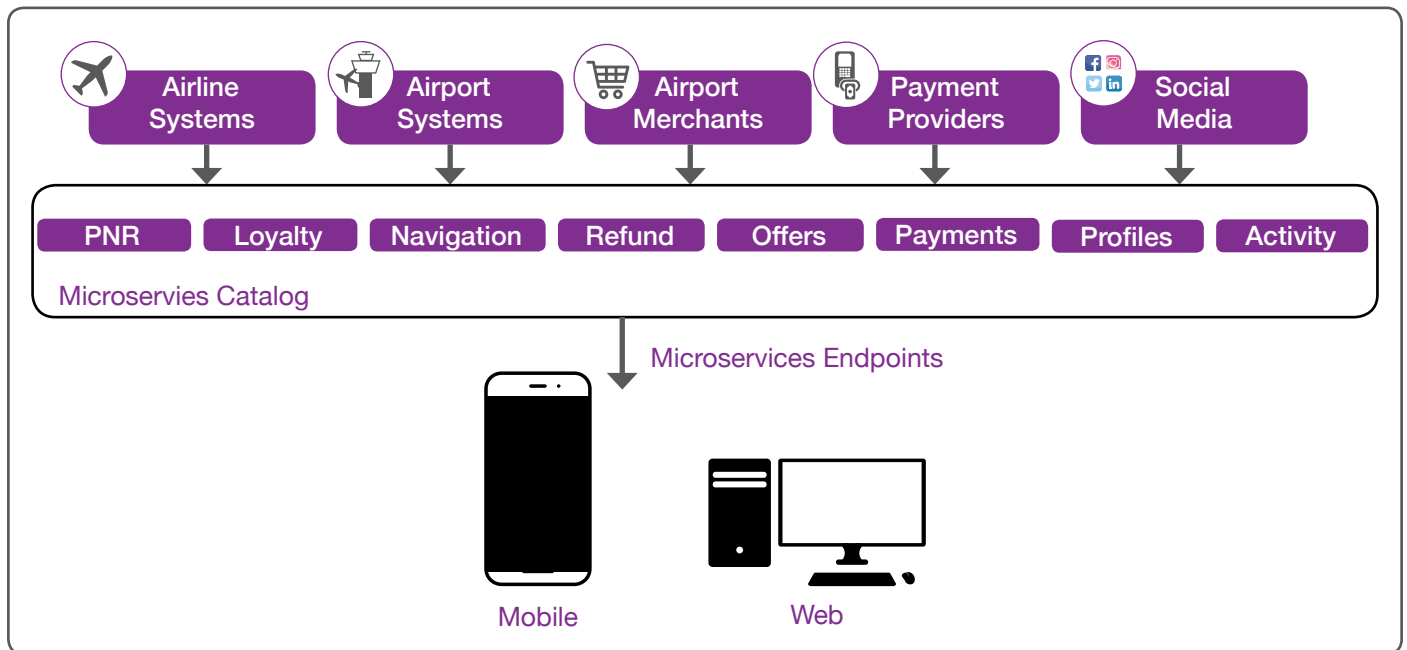 Airline
Systems
Airport
Systems
Airport
Merchants
Payment
Providers
Social
Media
PNR
Loyalty
Navigation
Refund
Offers
Payments
Profiles
Activity
Microservies Catalog
Microservices Endpoints
Mobile
Web